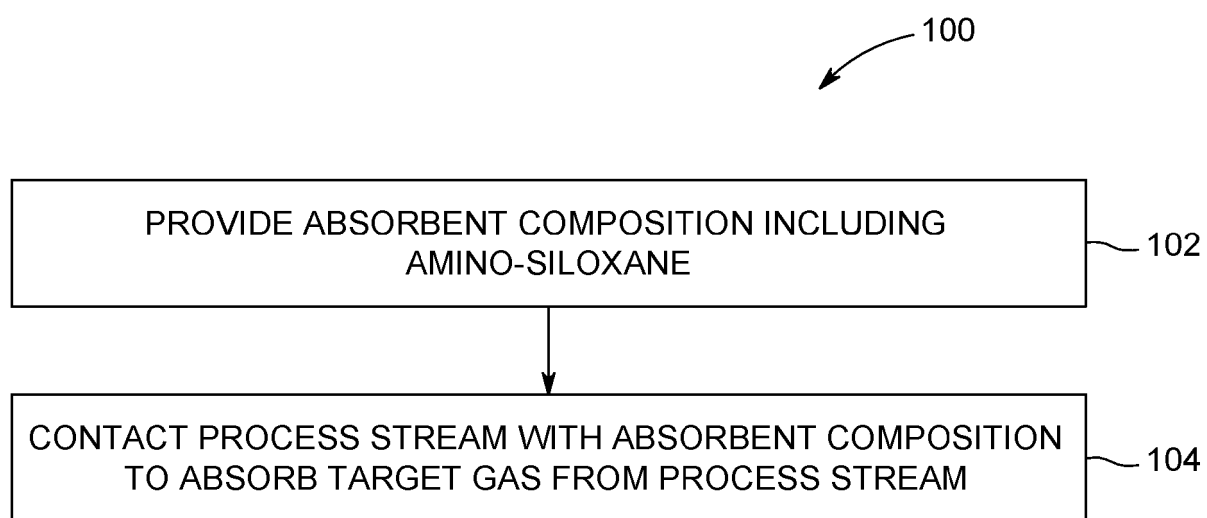 100
PROVIDE ABSORBENT COMPOSITION INCLUDING
AMINO-SILOXANE
102
CONTACT PROCESS STREAM WITH ABSORBENT COMPOSITION
TO ABSORB TARGET GAS FROM PROCESS STREAM
104